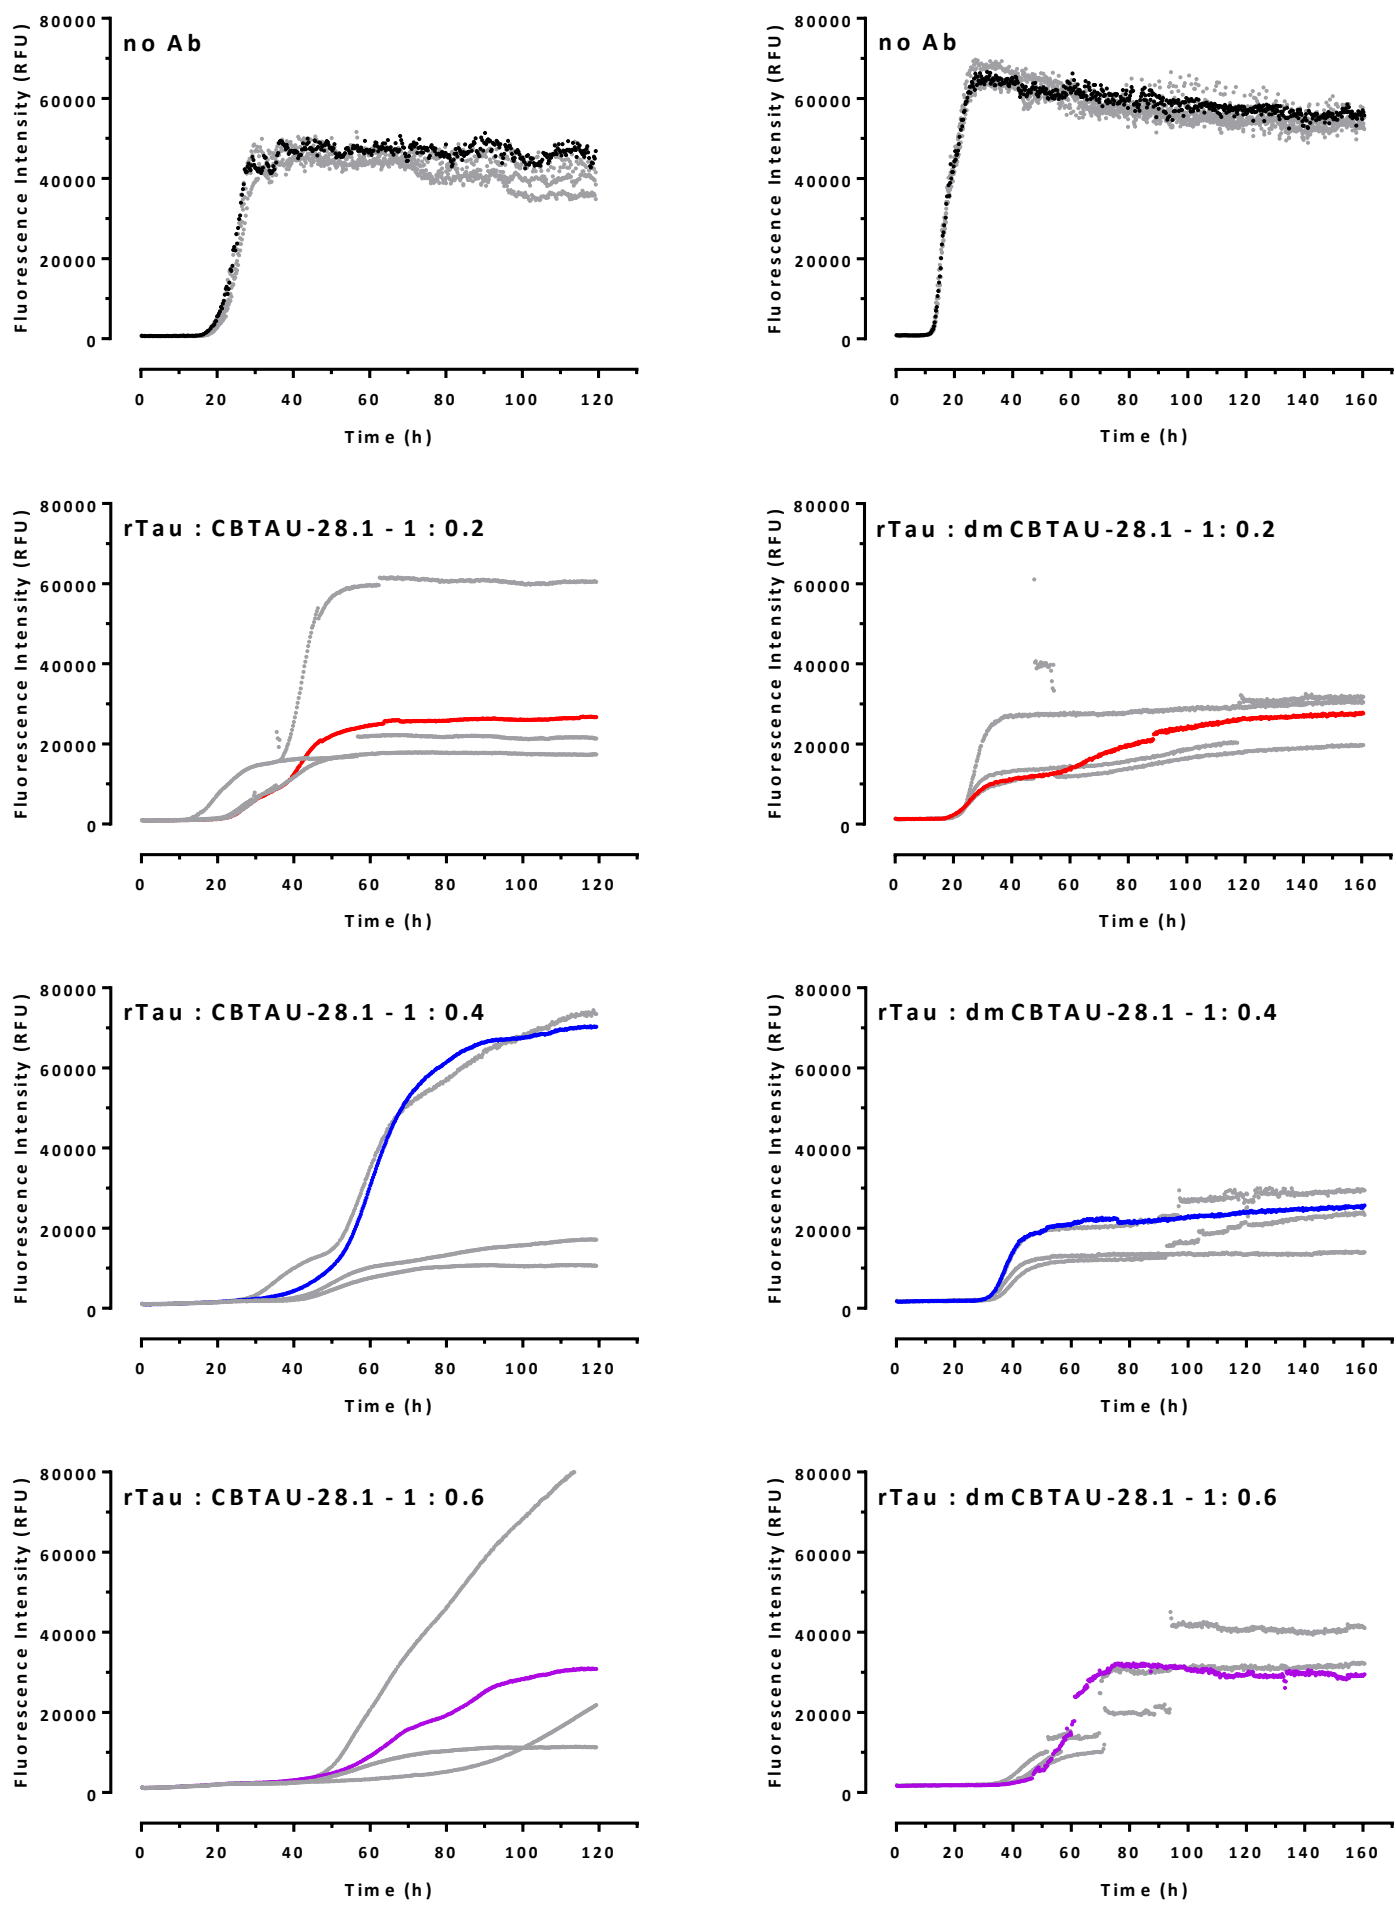 no Ab
Fluorescence Intensity (RFU)
80000
60000
40000
20000
0
0 20 40 60 80 100 120
Time (h)
no Ab
Fluorescence Intensity (RFU)
80000
60000
40000
20000
0
0 20 40 60 80 100 120 140 160
Time (h)
rTau : CBTAU-28.1 - 1 : 0.2
Fluorescence Intensity (RFU)
80000
60000
40000
20000
0
0 20 40 60 80 100 120
Time (h)
rTau : dmCBTAU-28.1 - 1: 0.2
Fluorescence Intensity (RFU)
80000
60000
40000
20000
0
0 20 40 60 80 100 120 140 160
Time (h)
rTau : CBTAU-28.1 - 1 : 0.4
Fluorescence Intensity (RFU)
80000
60000
40000
20000
0
0 20 40 60 80 100 120
Time (h)
rTau : dmCBTAU-28.1 - 1: 0.4
Fluorescence Intensity (RFU)
80000
60000
40000
20000
0
0 20 40 60 80 100 120 140 160
Time (h)
rTau : CBTAU-28.1 - 1 : 0.6
Fluorescence Intensity (RFU)
80000
60000
40000
20000
0
0 20 40 60 80 100 120
Time (h)
rTau : dmCBTAU-28.1 - 1: 0.6
Fluorescence Intensity (RFU)
80000
60000
40000
20000
0
0 20 40 60 80 100 120 140 160
Time (h)